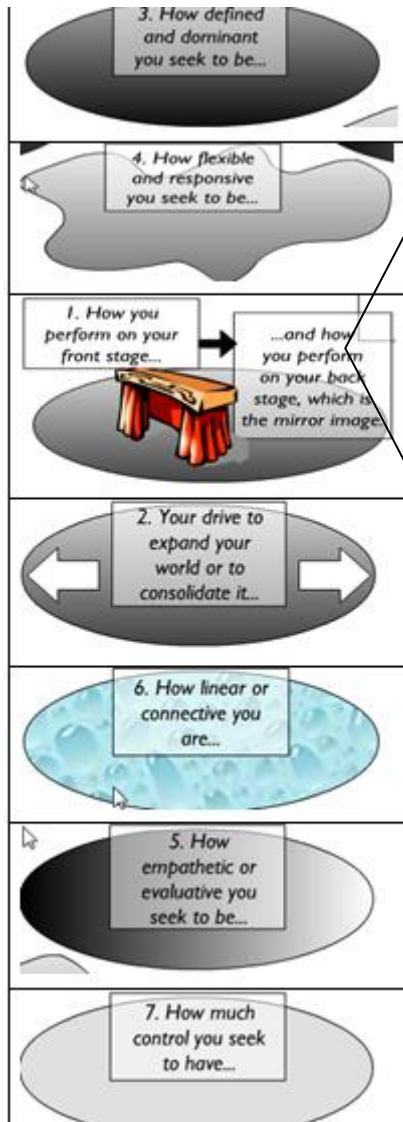 3. How defined
and dominant
you seek to be...
4. How flexible
and responsive
you seek to be...
1. How you
perform on your
front stage...
...and how
you perform
on your back
stage, which is
the mirror image.
2. Your drive to
expand your
world or to
consolidate it...
6. How linear or
connective you
are...
5. How
empathetic or
evaluative you
seek to be...
7. How much
control you seek
to have...